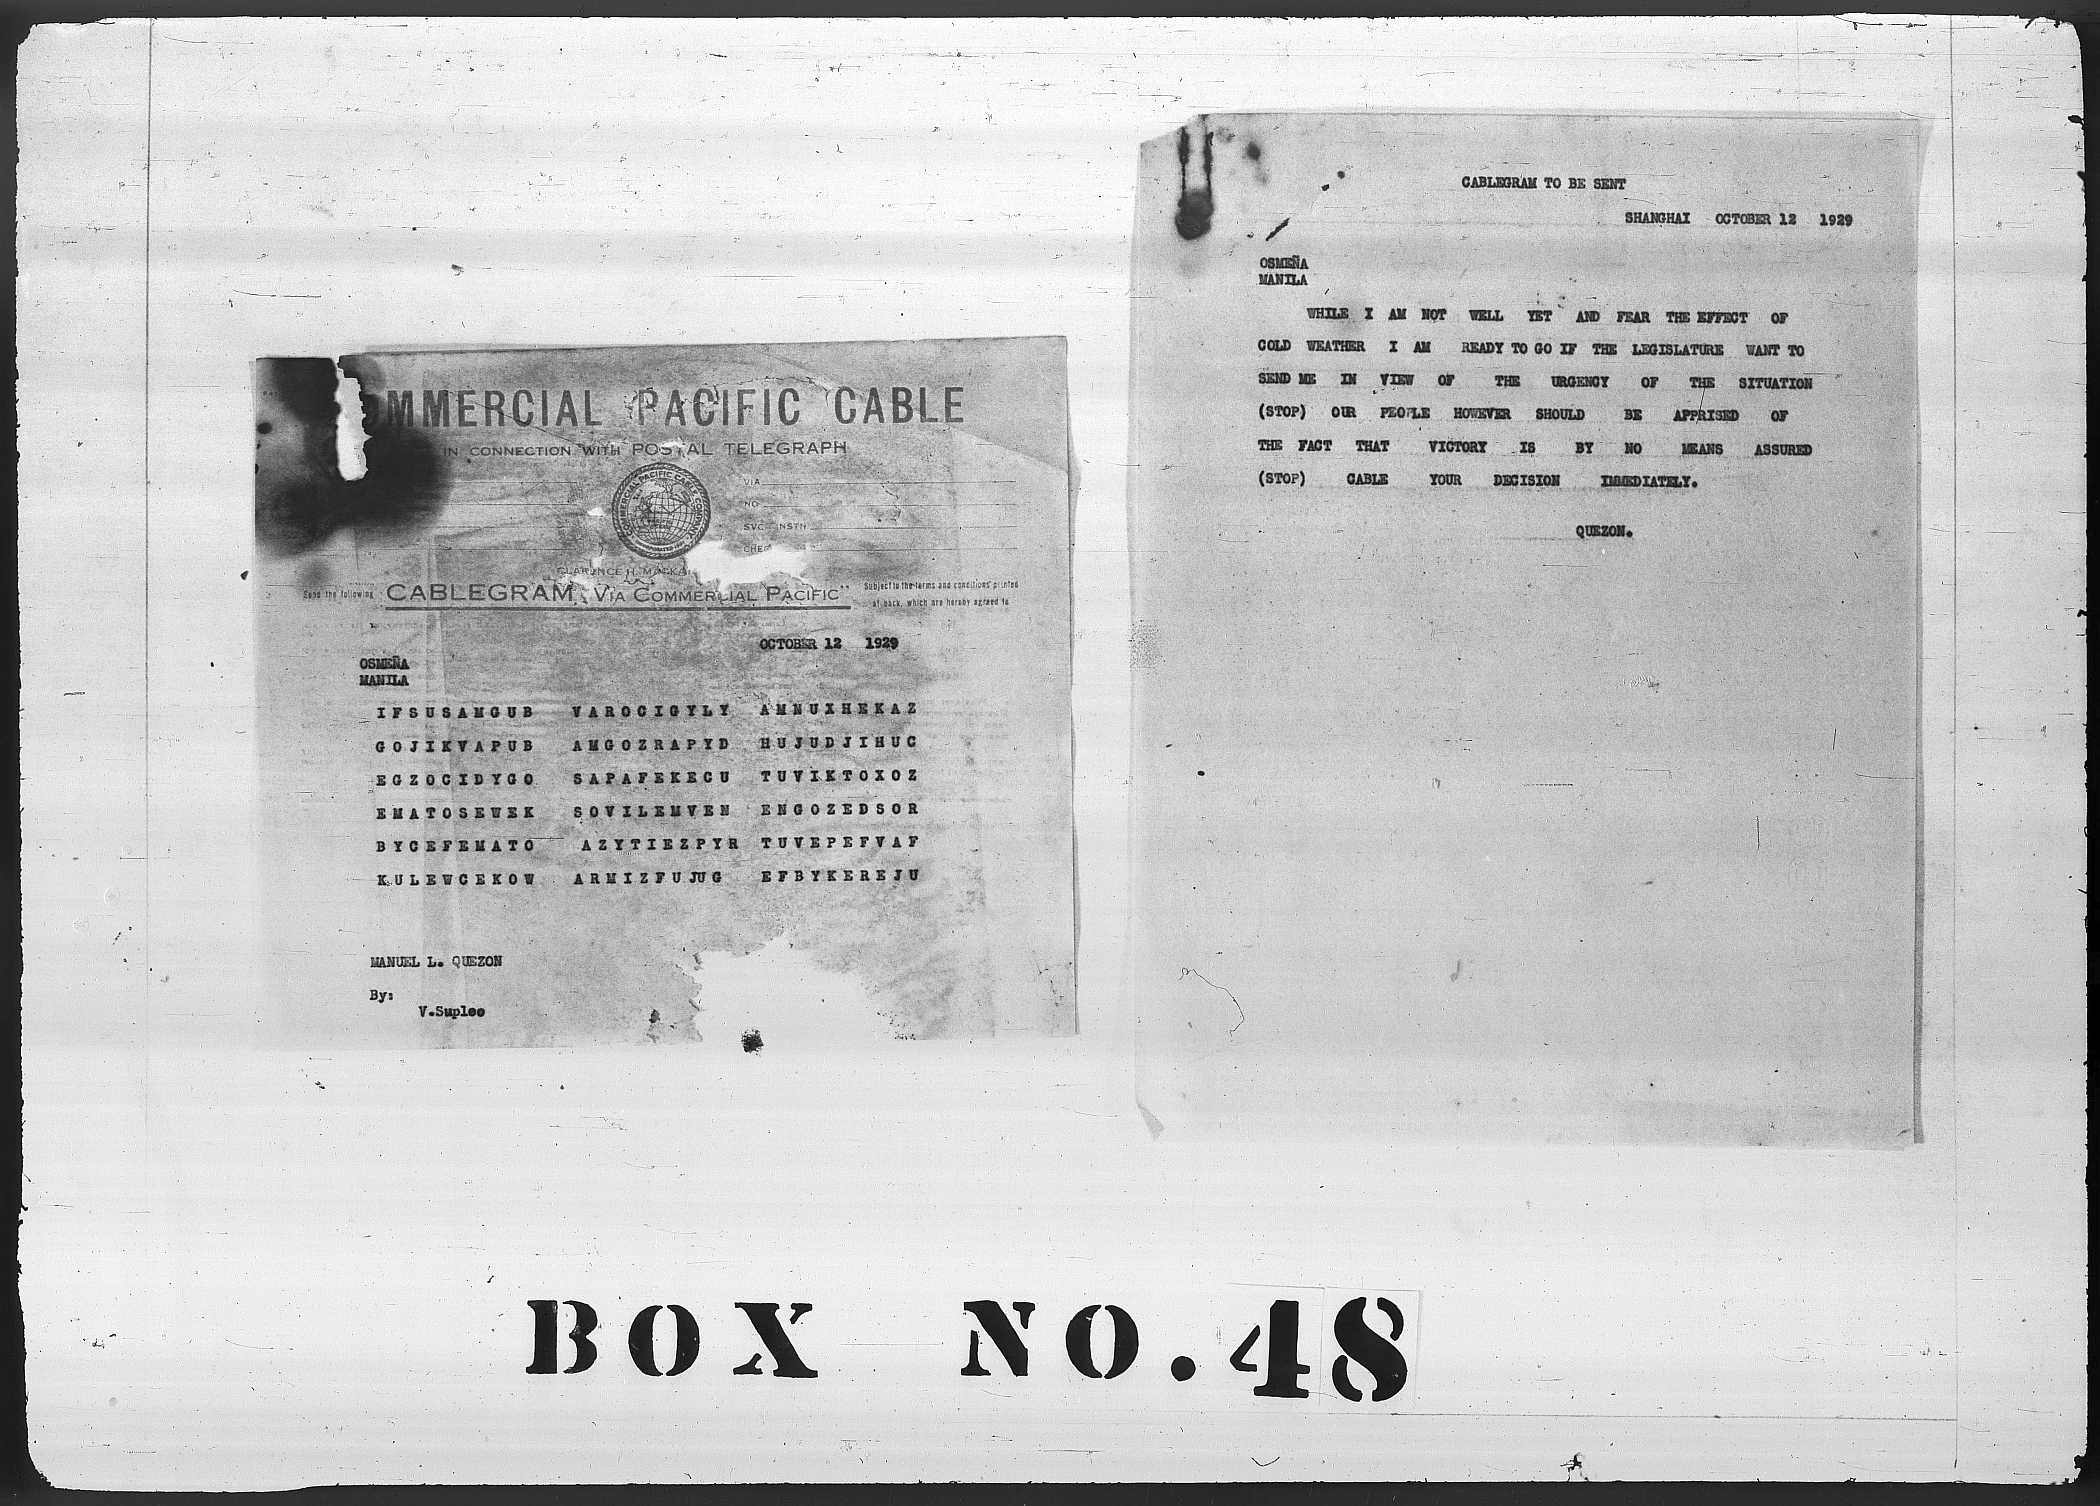 MMERCIAL PACIFIC CABLE
IN CONNECTION WITH POSTAL TELEGRAPH
COMMERCIAL PACIFIC CABLE COMPANY
VIA
NO
SVC INSTN
CHEC
CLARENCE H. MACKA
Send the following CABLEGRAM "VIA COMMERCIAL PACIFIC" Subject to the terms and conditions printed
at back, which are hereby agreed to
OCTOBER 12 1929
OSMEÑA
MANILA
IFSUSAMGUB VAROCIGYLY AMNUXHEKAZ
GOJIKVAPUB AMGOZRAPYD HUJUDJIHUC
EGZOCIDYGO SAPAFEKECU TUVIKTOXOZ
EMATOSEWEK SOVILEMVEN ENGOZEDSOR
BYCEFEMATO AZYTIEZPYR TUVEPEFVAF
KULEWCEKOW ARMIZFUJUG EFBYKEREJU
MANUEL L. QUEZON
By:
V.Suplee
CABLEGRAM TO BE SENT
SHANGHAI OCTOBER 12 1929
OSMEÑA
MANILA
WHILE I AM NOT WELL YET AND FEAR THE EFFECT OF
COLD WEATHER I AM READY TO GO IF THE LEGISLATURE WANT TO
SEND ME IN VIEW OF THE URGENCY OF THE SITUATION
(STOP) OUR PEOPLE HOWEVER SHOULD BE APPRISED OF
THE FACT THAT VICTORY IS BY NO MEANS ASSURED
(STOP) CABLE YOUR DECISION IMMEDIATELY.
QUEZON.
BOX NO.48